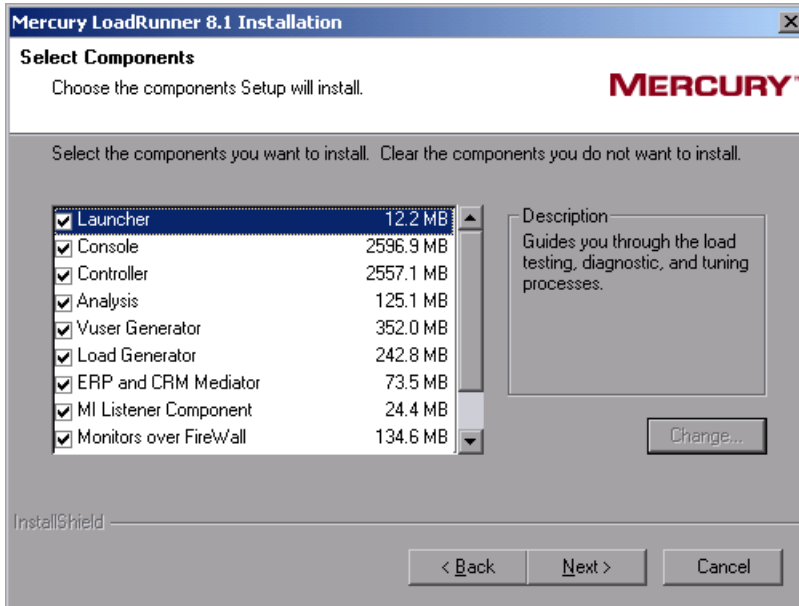 Mercury LoadRunner 8.1 Installation
Select Components
Choose the components Setup will install.
MERCURY™
Select the components you want to install. Clear the components you do not want to install.
Launcher 12.2 MB
Console 2596.9 MB
Controller 2557.1 MB
Analysis 125.1 MB
Vuser Generator 352.0 MB
Load Generator 242.8 MB
ERP and CRM Mediator 73.5 MB
MI Listener Component 24.4 MB
Monitors over FireWall 134.6 MB
Description
Guides you through the load
testing, diagnostic, and tuning
processes.
Change...
InstallShield
< Back
Next >
Cancel